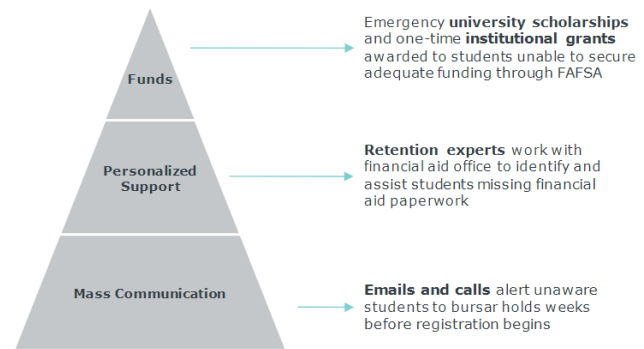 Funds
Emergency university scholarships
and one-time institutional grants
awarded to students unable to secure
adequate funding through FAFSA
Personalized
Support
Retention experts work with
financial aid office to identify and
assist students missing financial
aid paperwork
Mass Communication
Emails and calls alert unaware
students to bursar holds weeks
before registration begins